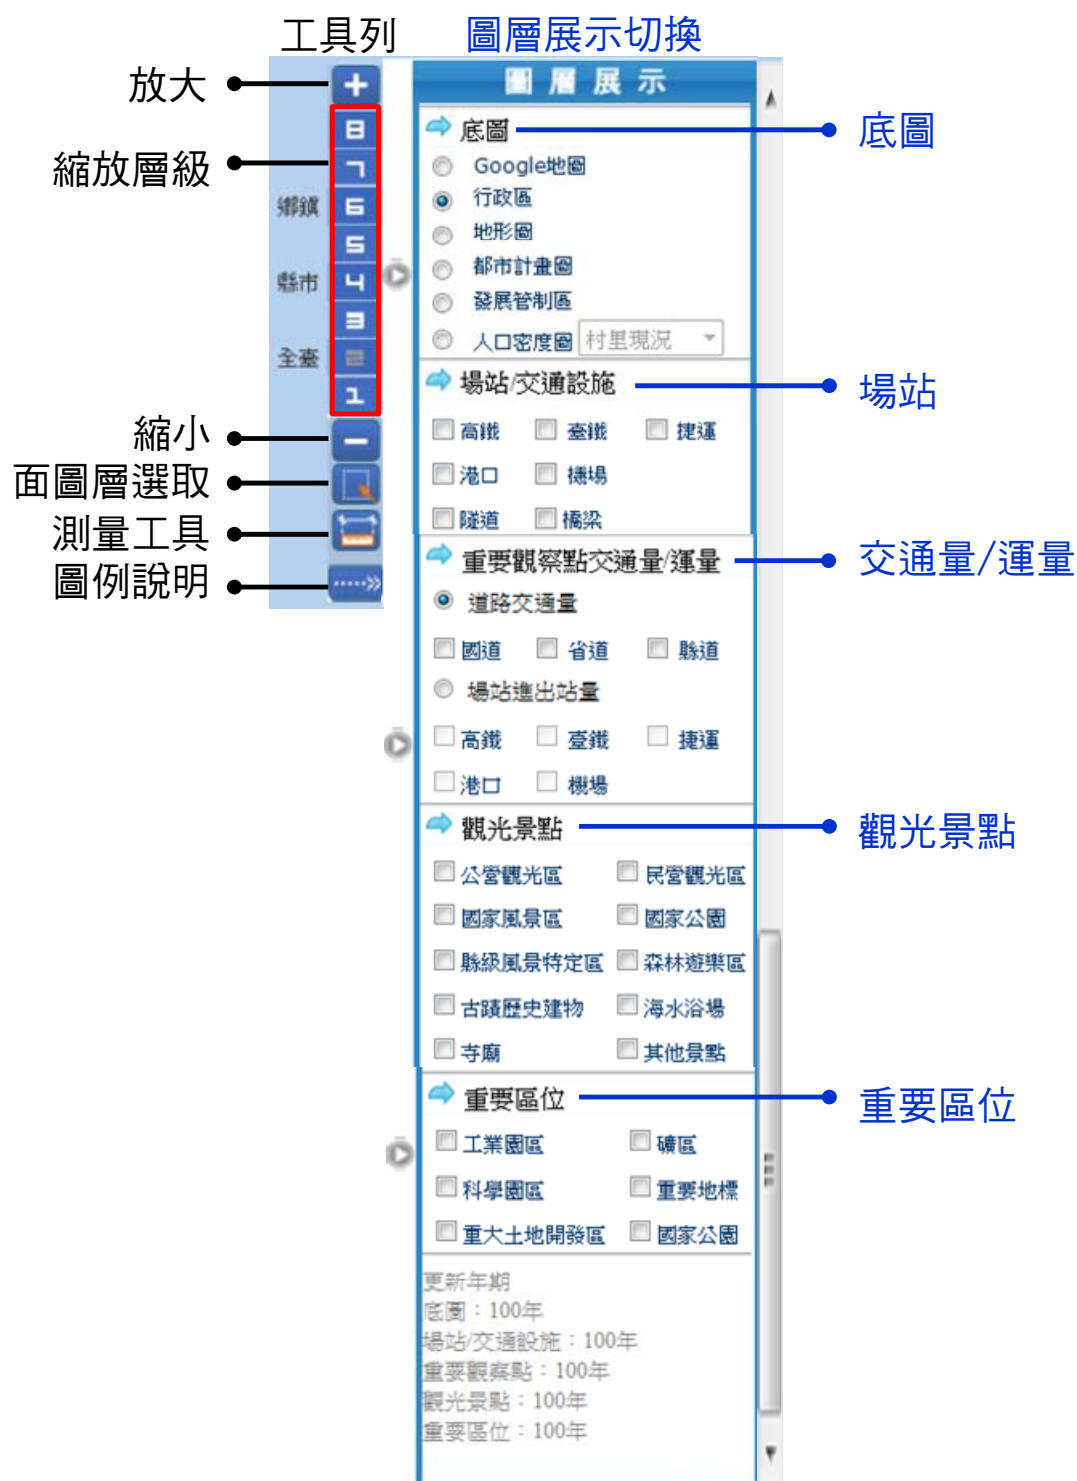 工具列
圖層展示切換
放大
縮放層級
縮小
面圖層選取
測量工具
圖例說明
8
7
鄉鎮 6
5
縣市 4
3
全臺 2
1
圖層展示
底圖
底圖
Google地圖
行政區
地形圖
都市計畫圖
發展管制區
人口密度圖 村里現況
場站/交通設施
場站
高鐵 臺鐵 捷運
港口 機場
隧道 橋梁
重要觀察點交通量/運量
交通量/運量
道路交通量
國道 省道 縣道
場站進出站量
高鐵 臺鐵 捷運
港口 機場
觀光景點
觀光景點
公營觀光區 民營觀光區
國家風景區 國家公園
縣級風景特定區 森林遊樂區
古蹟歷史建物 海水浴場
寺廟 其他景點
重要區位
重要區位
工業園區 礦區
科學園區 重要地標
重大土地開發區 國家公園
更新年期
底圖：100年
場站/交通設施：100年
重要觀察點：100年
觀光景點：100年
重要區位：100年